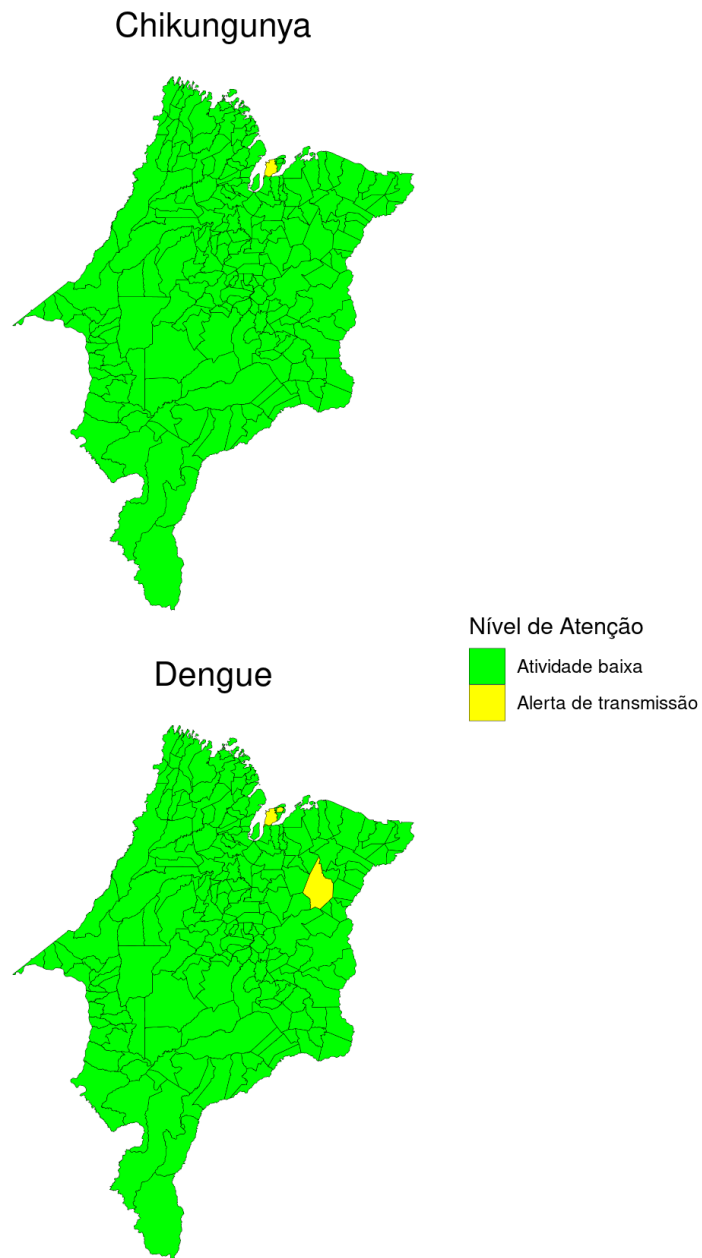 Chikungunya
Nível de Atenção
Atividade baixa
Alerta de transmissão
Dengue